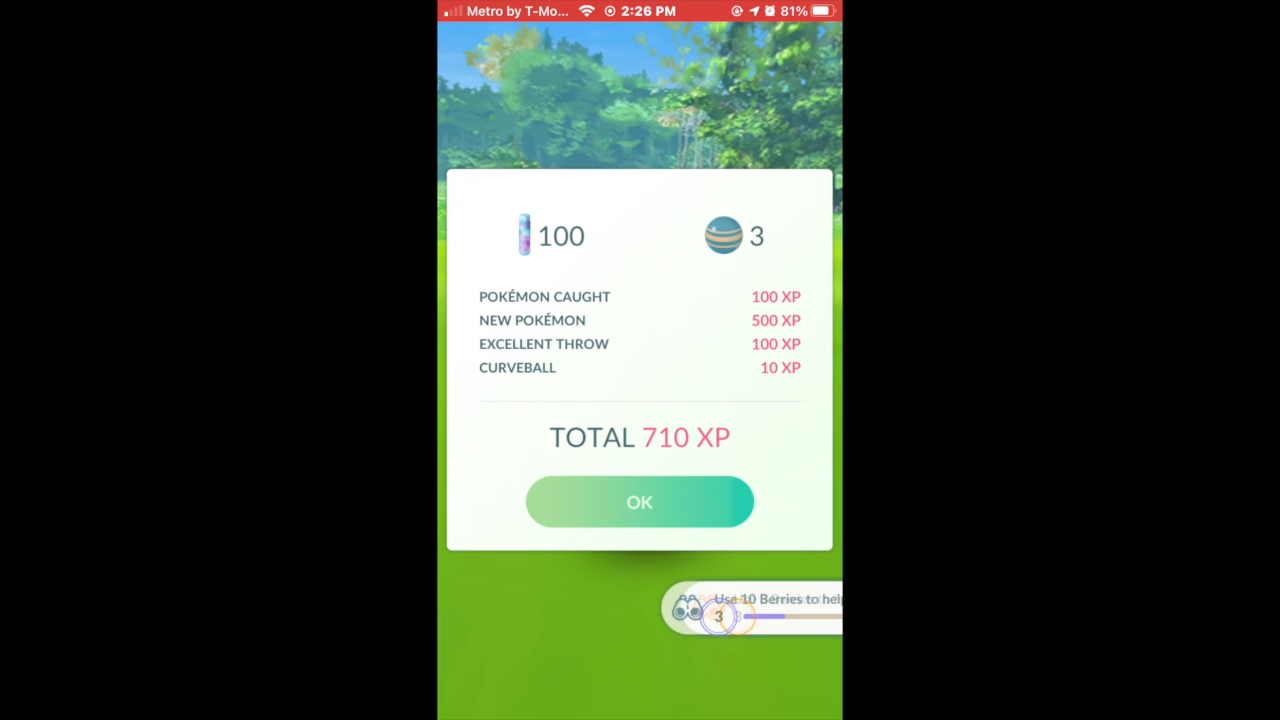 Metro by T-Mo... 2:26 PM 81%
100 3
POKÉMON CAUGHT 100 XP
NEW POKÉMON 500 XP
EXCELLENT THROW 100 XP
CURVEBALL 10 XP
TOTAL 710 XP
OK
Use 10 Berries to help
3